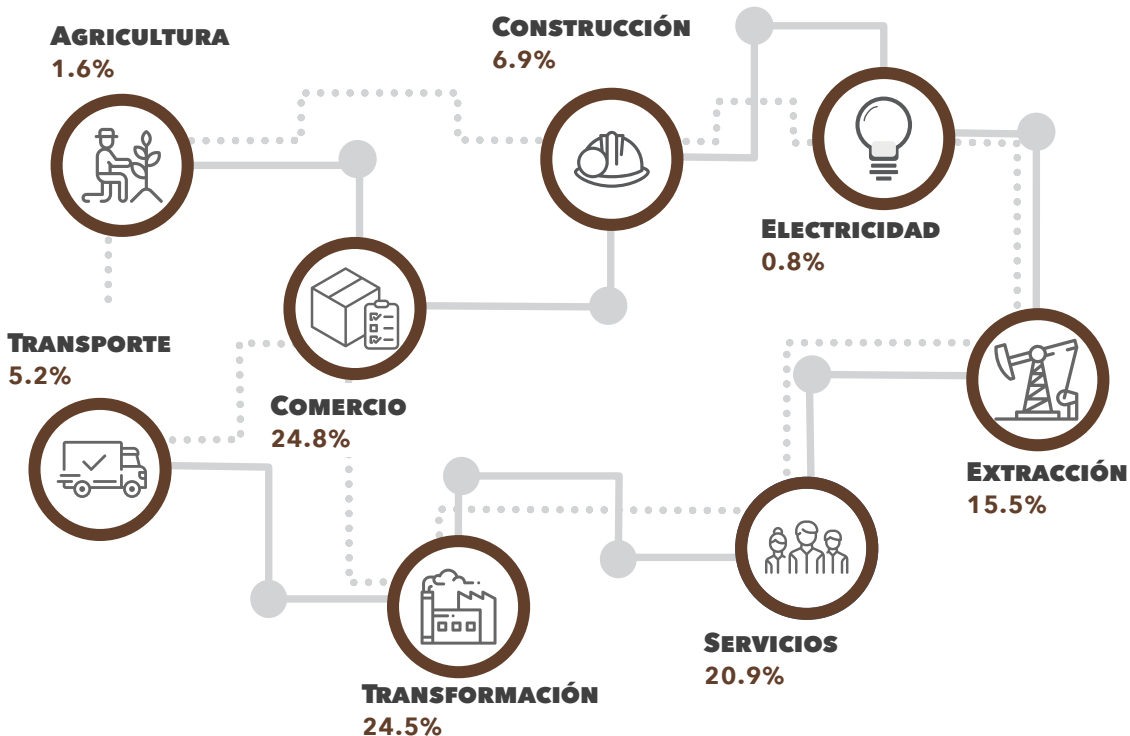 Agricultura
1.6%
Construcción
6.9%
Electricidad
0.8%
Transporte
5.2%
Comercio
24.8%
Extracción
15.5%
Servicios
20.9%
Transformación
24.5%